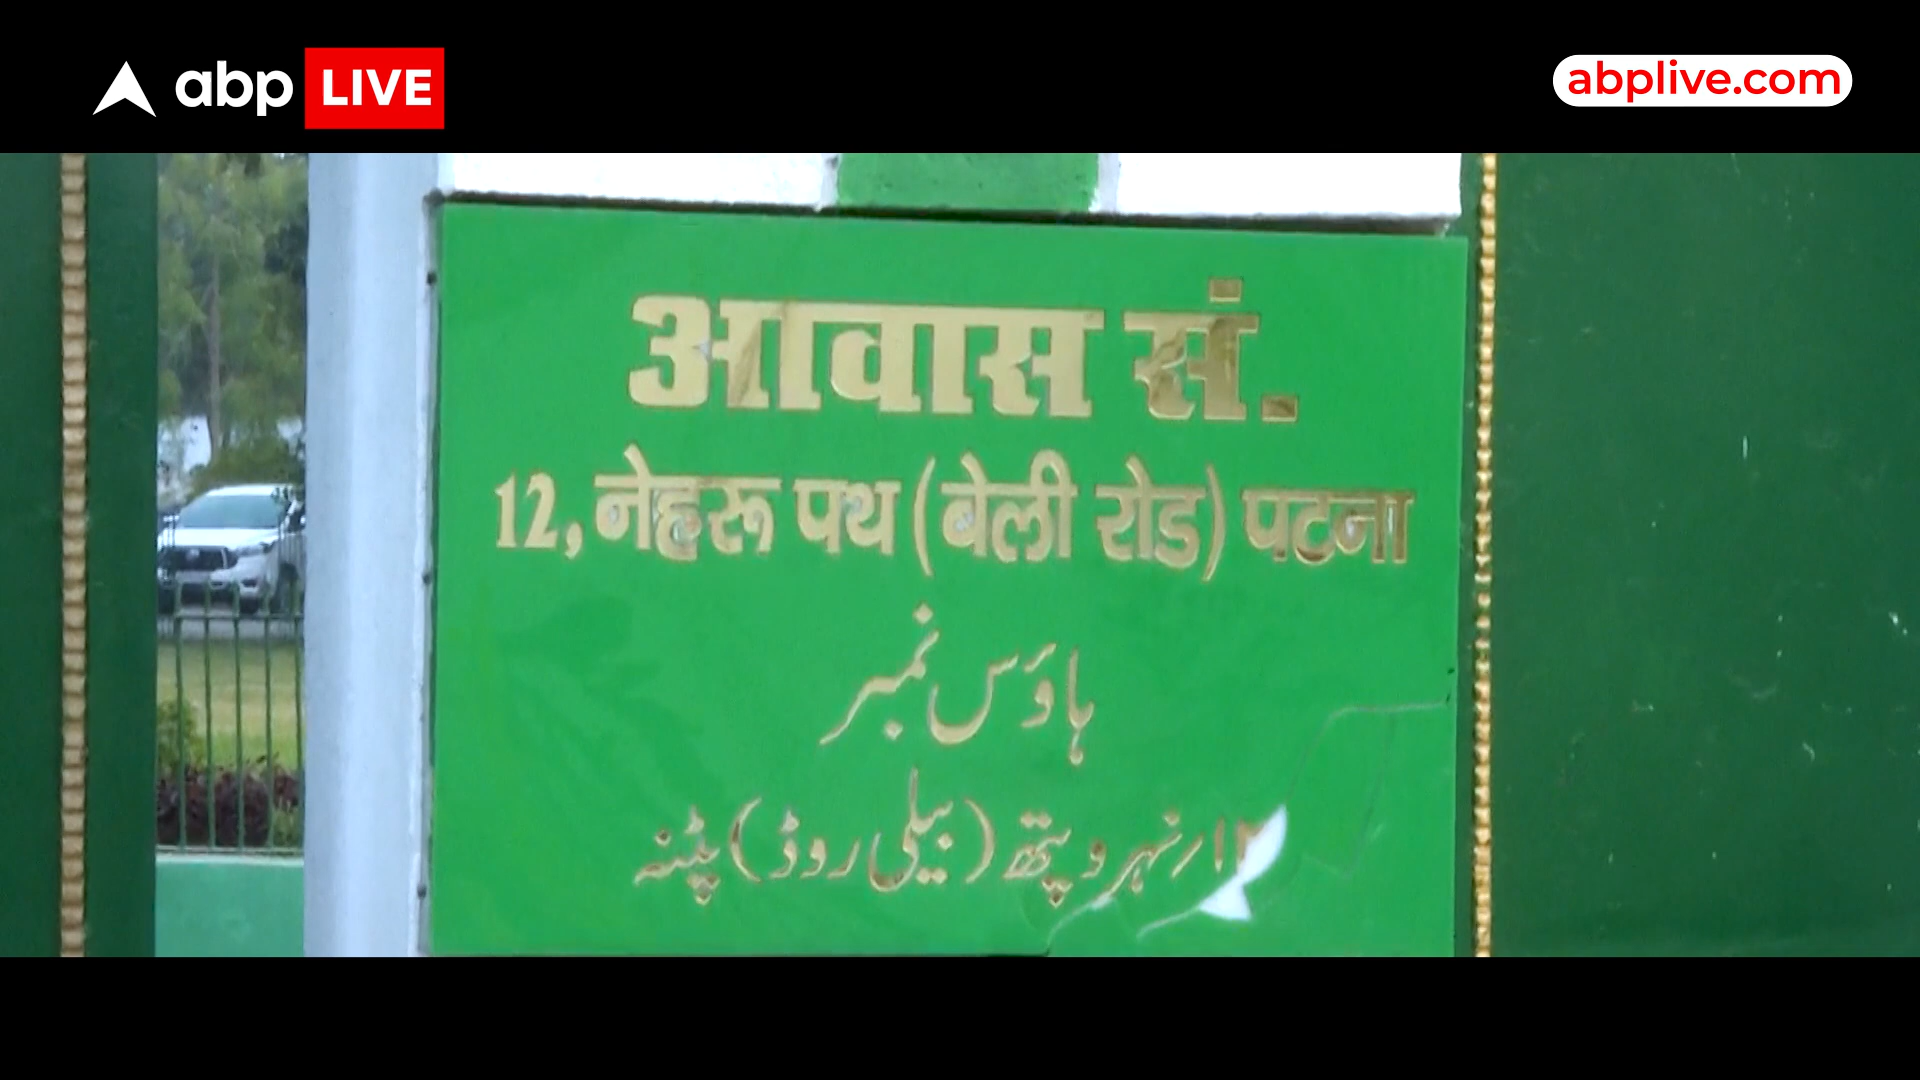 abp LIVE
abplive.com
आवास सं.
12, नेहरू पथ (बेली रोड) पटना
ہاؤس نمبر
۱۲/نہرو پتھ (بیلی روڈ) پٹنہ